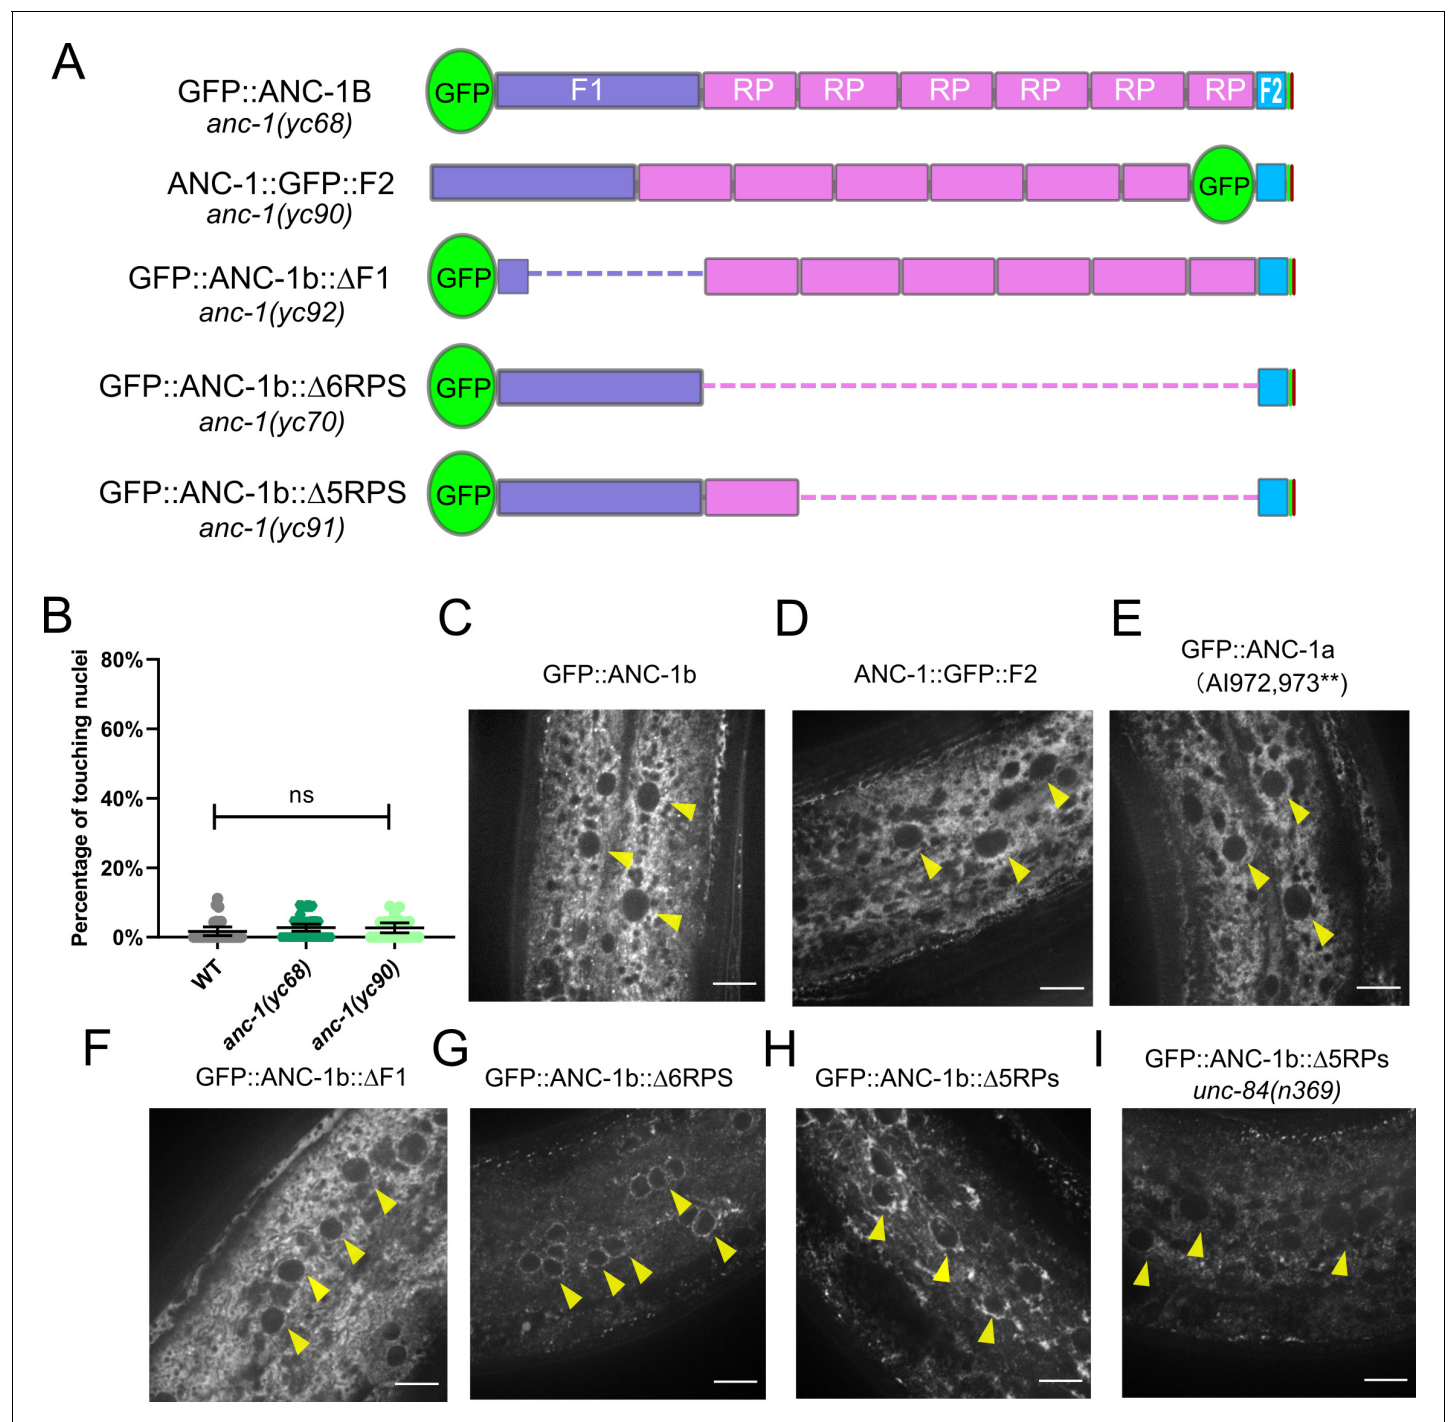 A
GFP::ANC-1B
anc-1(yc68)
GFP F1 RP RP RP RP RP RP F2
ANC-1::GFP::F2
anc-1(yc90)
GFP
GFP::ANC-1b::ΔF1
anc-1(yc92)
GFP
GFP::ANC-1b::Δ6RPS
anc-1(yc70)
GFP
GFP::ANC-1b::Δ5RPS
anc-1(yc91)
GFP
B
Percentage of touching nuclei
80%
60%
40%
20%
0%
ns
WT
anc-1(yc68)
anc-1(yc90)
C
GFP::ANC-1b
D
ANC-1::GFP::F2
E
GFP::ANC-1a
(AI972,973**)
F
GFP::ANC-1b::ΔF1
G
GFP::ANC-1b::Δ6RPS
H
GFP::ANC-1b::Δ5RPs
I
GFP::ANC-1b::Δ5RPs
unc-84(n369)